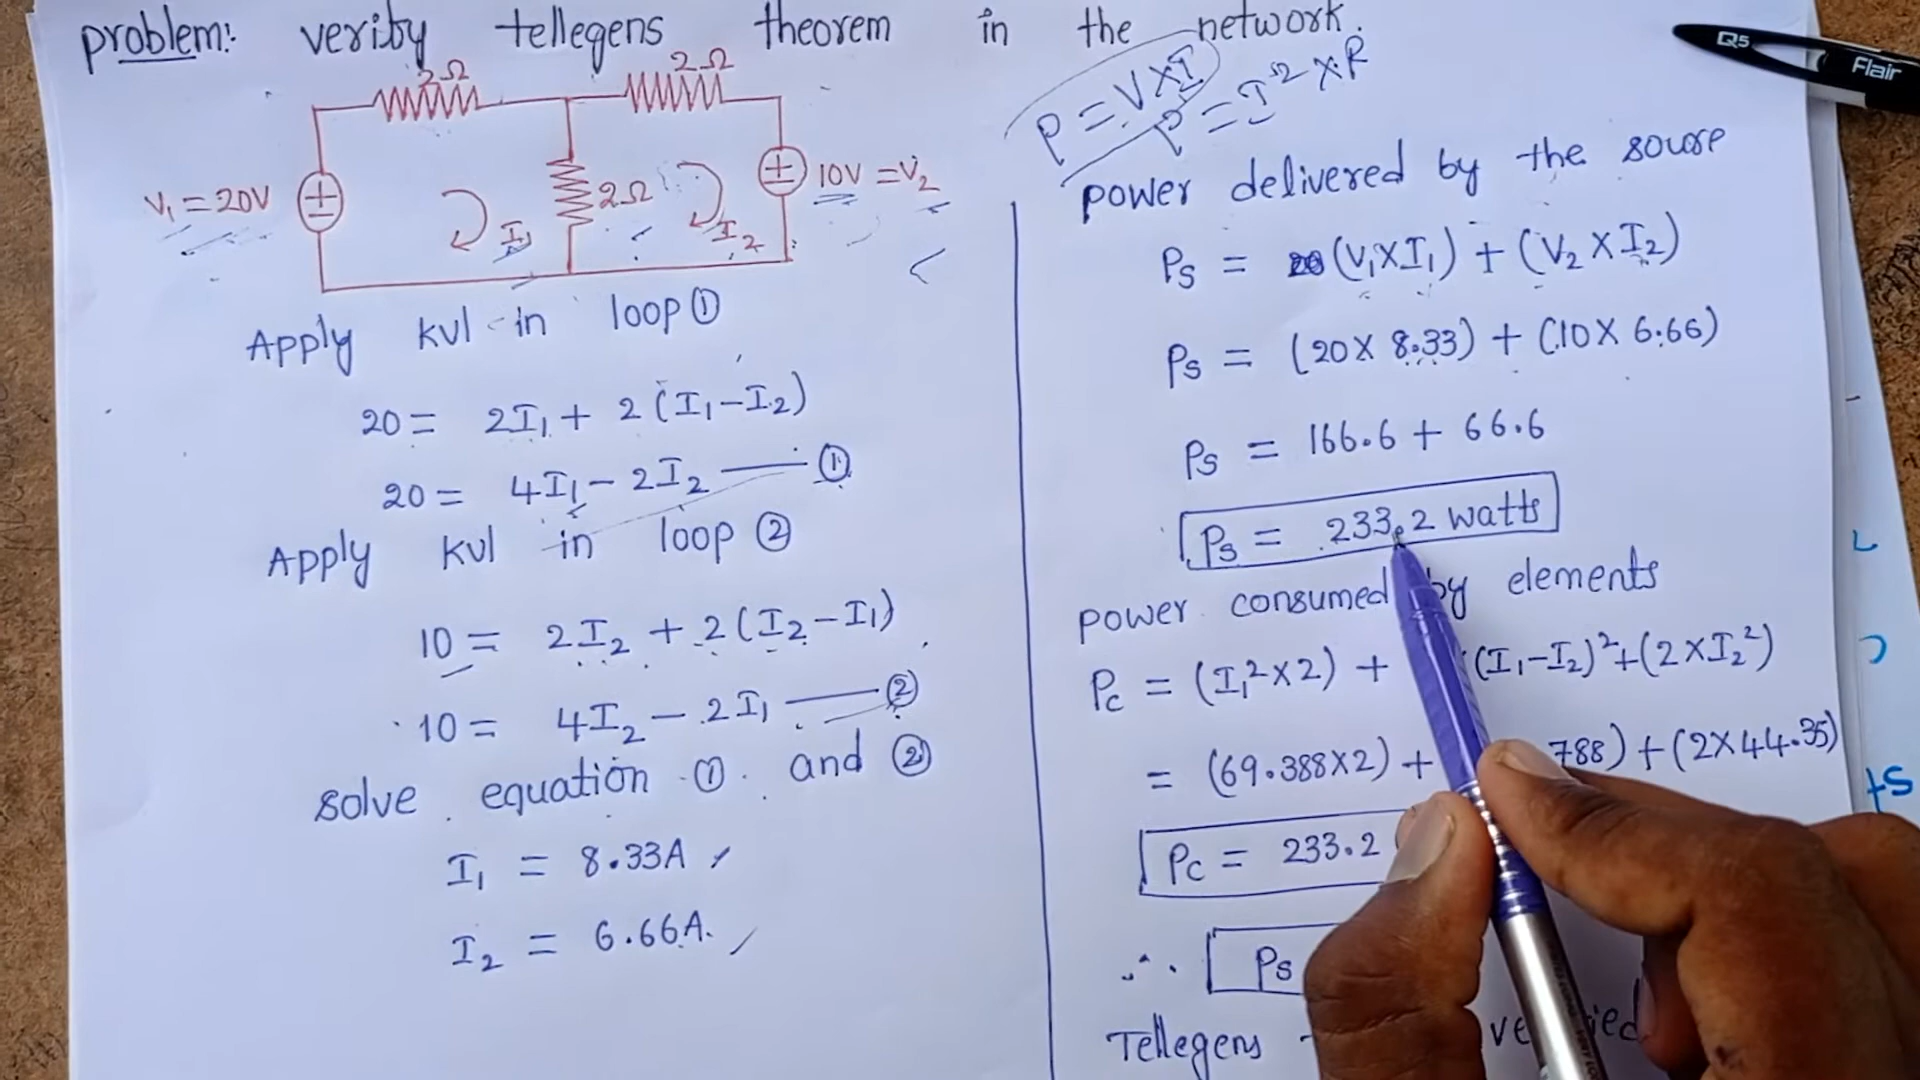 problem: verify tellegens theorem in the network.
2Ω 2Ω
V₁ = 20V 2Ω 10V = V₂
I₁ I₂
Apply kvl in loop ①
20 = 2I₁ + 2(I₁ - I₂)
20 = 4I₁ - 2I₂ —— ①
Apply kvl in loop ②
10 = 2I₂ + 2(I₂ - I₁)
10 = 4I₂ - 2I₁ —— ②
solve equation ① and ②
I₁ = 8.33A
I₂ = 6.66A.
P = V×I
P = I² × R
power delivered by the sourse
Ps = (V₁×I₁) + (V₂×I₂)
Ps = (20×8.33) + (10×6.66)
Ps = 166.6 + 66.6
Ps = 233.2 watts
power consumed by elements
Pc = (I₁²×2) + (I₁-I₂)²+(2×I₂²)
= (69.388×2) + 788) + (2×44.35)
Pc = 233.2
∴ Ps
Tellegens
Q5
Flair